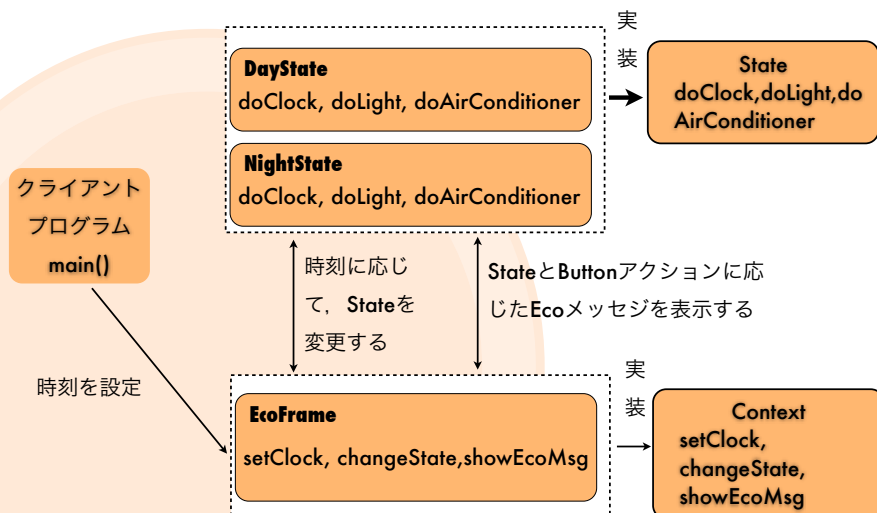 実
装
DayState
doClock, doLight, doAirConditioner
NightState
doClock, doLight, doAirConditioner
State
doClock,doLight,do
AirConditioner
クライアント
プログラム
main()
時刻に応じ
て，Stateを
変更する
StateとButtonアクションに応
じたEcoメッセジを表示する
時刻を設定
実
装
EcoFrame
setClock, changeState,showEcoMsg
Context
setClock,
changeState,
showEcoMsg